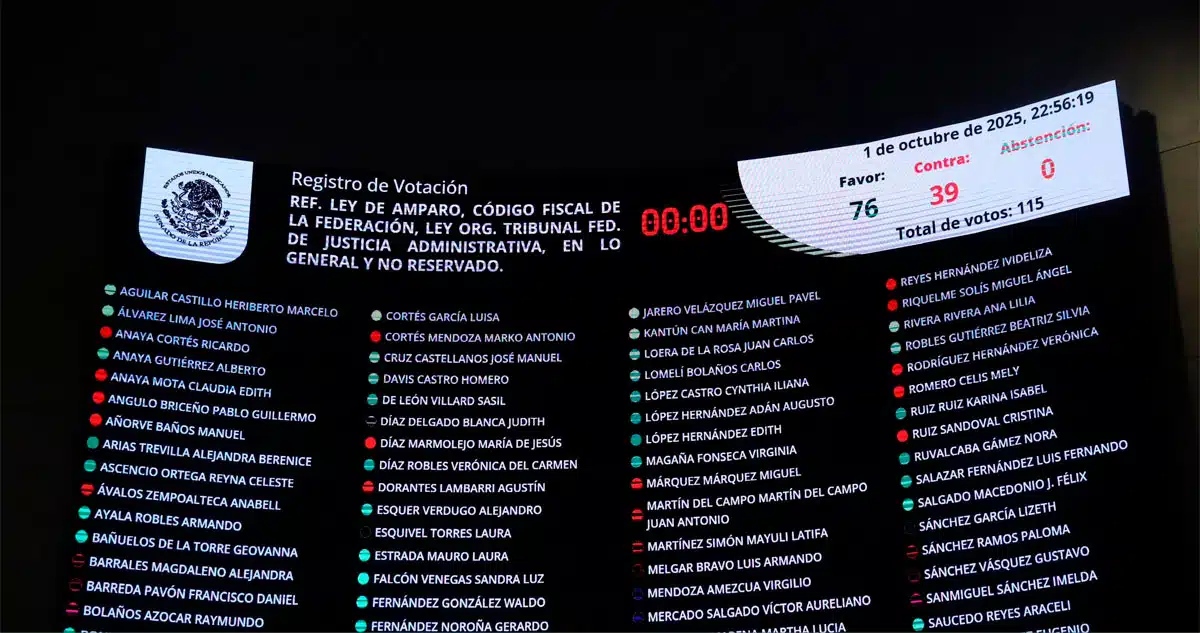 ESTADOS UNIDOS MEXICANOS
SENADO DE LA REPÚBLICA
Registro de Votación
REF. LEY DE AMPARO, CÓDIGO FISCAL DE
LA FEDERACIÓN, LEY ORG. TRIBUNAL FED.
DE JUSTICIA ADMINISTRATIVA, EN LO
GENERAL Y NO RESERVADO.
00:00
1 de octubre de 2025, 22:56:19
Favor:
76
Contra:
39
Abstención:
0
Total de votos: 115
AGUILAR CASTILLO HERIBERTO MARCELO
ÁLVAREZ LIMA JOSÉ ANTONIO
ANAYA CORTÉS RICARDO
ANAYA GUTIÉRREZ ALBERTO
ANAYA MOTA CLAUDIA EDITH
ANGULO BRICEÑO PABLO GUILLERMO
AÑORVE BAÑOS MANUEL
ARIAS TREVILLA ALEJANDRA BERENICE
ASCENCIO ORTEGA REYNA CELESTE
ÁVALOS ZEMPOALTECA ANABELL
AYALA ROBLES ARMANDO
BAÑUELOS DE LA TORRE GEOVANNA
BARRALES MAGDALENO ALEJANDRA
BARREDA PAVÓN FRANCISCO DANIEL
BOLAÑOS AZOCAR RAYMUNDO
CORTÉS GARCÍA LUISA
CORTÉS MENDOZA MARKO ANTONIO
CRUZ CASTELLANOS JOSÉ MANUEL
DAVIS CASTRO HOMERO
DE LEÓN VILLARD SASIL
DÍAZ DELGADO BLANCA JUDITH
DÍAZ MARMOLEJO MARÍA DE JESÚS
DÍAZ ROBLES VERÓNICA DEL CARMEN
DORANTES LAMBARRI AGUSTÍN
ESQUER VERDUGO ALEJANDRO
ESQUIVEL TORRES LAURA
ESTRADA MAURO LAURA
FALCÓN VENEGAS SANDRA LUZ
FERNÁNDEZ GONZÁLEZ WALDO
FERNÁNDEZ NOROÑA GERARDO
JARERO VELÁZQUEZ MIGUEL PAVEL
KANTÚN CAN MARÍA MARTINA
LOERA DE LA ROSA JUAN CARLOS
LOMELÍ BOLAÑOS CARLOS
LÓPEZ CASTRO CYNTHIA ILIANA
LÓPEZ HERNÁNDEZ ADÁN AUGUSTO
LÓPEZ HERNÁNDEZ EDITH
MAGAÑA FONSECA VIRGINIA
MÁRQUEZ MÁRQUEZ MIGUEL
MARTÍN DEL CAMPO MARTÍN DEL CAMPO
JUAN ANTONIO
MARTÍNEZ SIMÓN MAYULI LATIFA
MELGAR BRAVO LUIS ARMANDO
MENDOZA AMEZCUA VIRGILIO
MERCADO SALGADO VÍCTOR AURELIANO
MARTHA LUCIA
REYES HERNÁNDEZ IVIDELIZA
RIQUELME SOLÍS MIGUEL ÁNGEL
RIVERA RIVERA ANA LILIA
ROBLES GUTIÉRREZ BEATRIZ SILVIA
RODRÍGUEZ HERNÁNDEZ VERÓNICA
ROMERO CELIS MELY
RUIZ RUIZ KARINA ISABEL
RUIZ SANDOVAL CRISTINA
RUVALCABA GÁMEZ NORA
SALAZAR FERNÁNDEZ LUIS FERNANDO
SALGADO MACEDONIO J. FÉLIX
SÁNCHEZ GARCÍA LIZETH
SÁNCHEZ RAMOS PALOMA
SÁNCHEZ VÁSQUEZ GUSTAVO
SANMIGUEL SÁNCHEZ IMELDA
SAUCEDO REYES ARACELI
EUGENIO